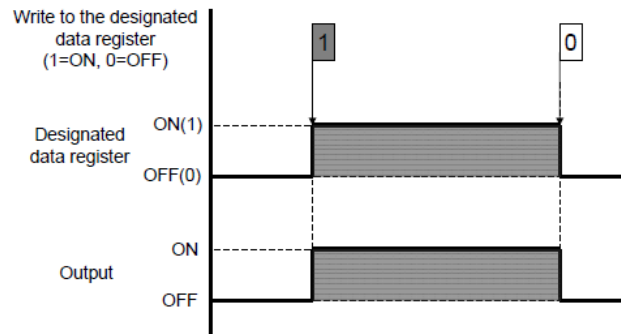 Write to the designated
data register
(1=ON, 0=OFF)
1
0
Designated
data register
ON(1)
OFF(0)
Output
ON
OFF